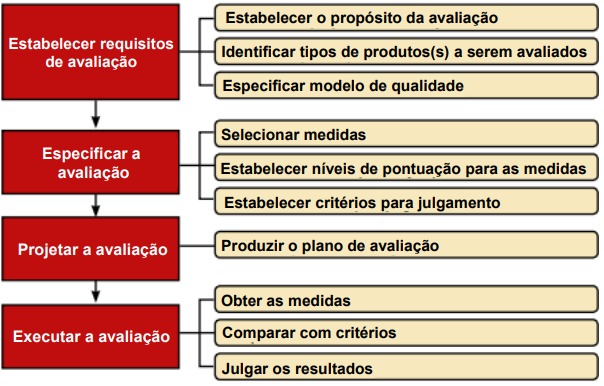 Estabelecer requisitos
de avaliação
Estabelecer o propósito da avaliação
Identificar tipos de produtos(s) a serem avaliados
Especificar modelo de qualidade
Especificar a
avaliação
Selecionar medidas
Estabelecer níveis de pontuação para as medidas
Estabelecer critérios para julgamento
Projetar a avaliação
Produzir o plano de avaliação
Executar a avaliação
Obter as medidas
Comparar com critérios
Julgar os resultados